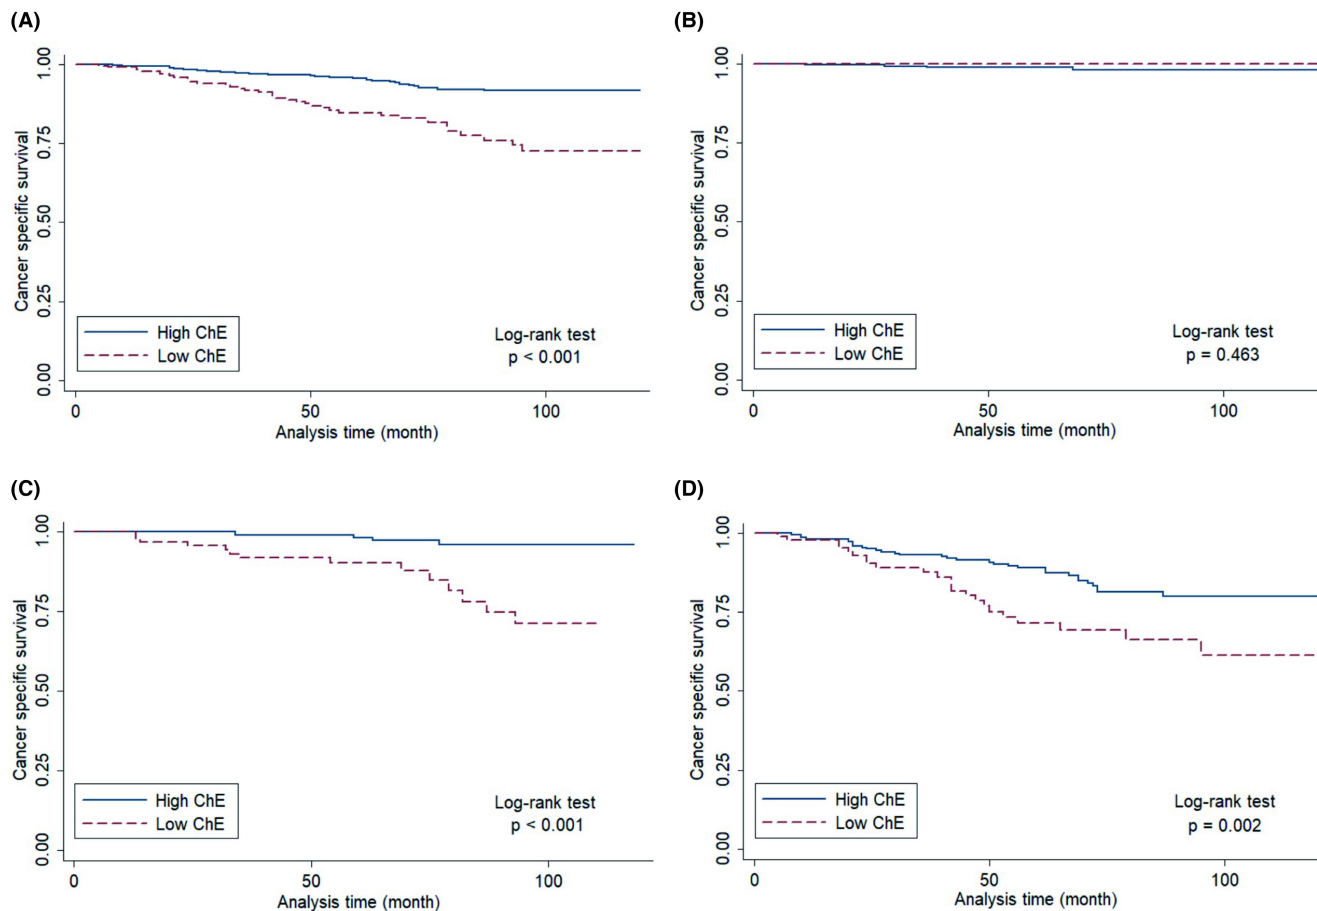 (A)
Cancer specific survival
1.00
0.75
0.50
0.25
0.00
High ChE
Low ChE
Log-rank test
p < 0.001
0
50
100
Analysis time (month)
(B)
Cancer specific survival
1.00
0.75
0.50
0.25
0.00
High ChE
Low ChE
Log-rank test
p = 0.463
0
50
100
Analysis time (month)
(C)
Cancer specific survival
1.00
0.75
0.50
0.25
0.00
High ChE
Low ChE
Log-rank test
p < 0.001
0
50
100
Analysis time (month)
(D)
Cancer specific survival
1.00
0.75
0.50
0.25
0.00
High ChE
Low ChE
Log-rank test
p = 0.002
0
50
100
Analysis time (month)